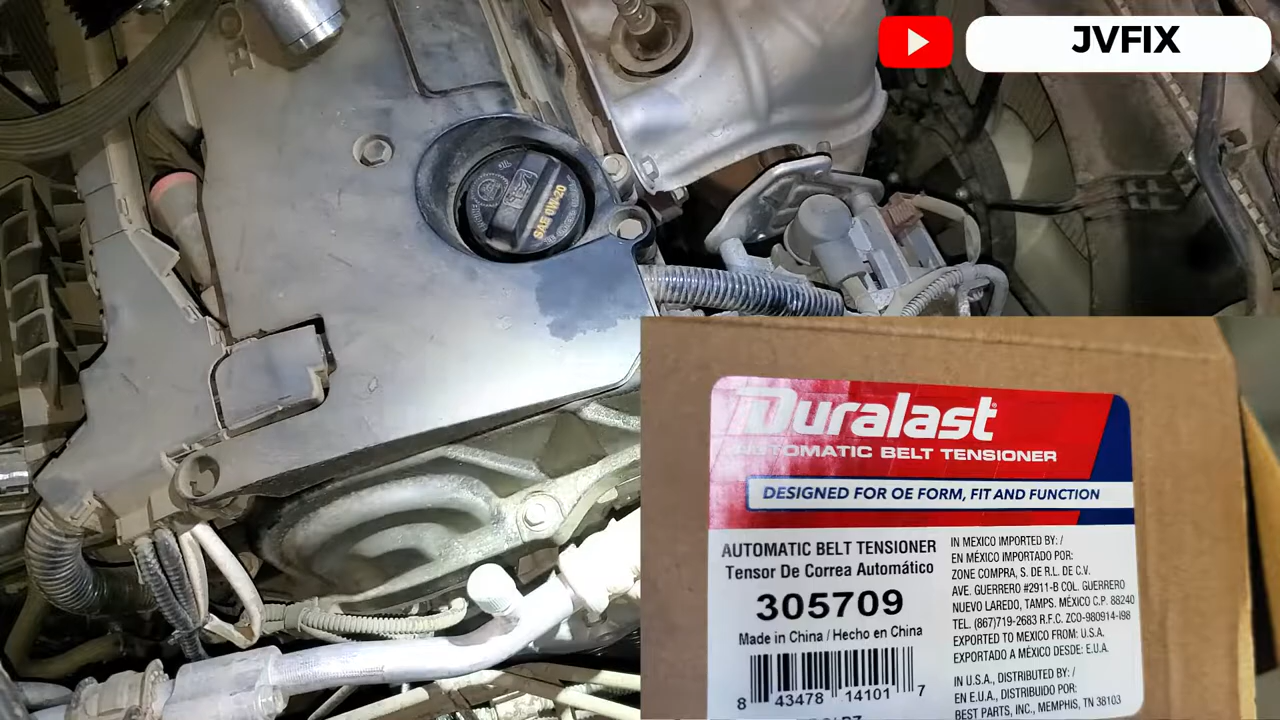 JVFIX
SAE 0W-20
Duralast
AUTOMATIC BELT TENSIONER
DESIGNED FOR OE FORM, FIT AND FUNCTION
AUTOMATIC BELT TENSIONER
Tensor De Correa Automático
305709
Made in China / Hecho en China
8 43478 14101 7
IN MEXICO IMPORTED BY: /
EN MÉXICO IMPORTADO POR:
ZONE COMPRA, S. DE R.L. DE C.V.
AVE. GUERRERO #2911-B COL. GUERRERO
NUEVO LAREDO, TAMPS. MÉXICO C.P. 88240
TEL. (867)719-2683 R.F.C. ZCO-980914-I98
EXPORTED TO MEXICO FROM: U.S.A.
EXPORTADO A MÉXICO DESDE: E.U.A.
IN U.S.A., DISTRIBUTED BY: /
EN E.U.A., DISTRIBUIDO POR:
BEST PARTS, INC., MEMPHIS, TN 38103